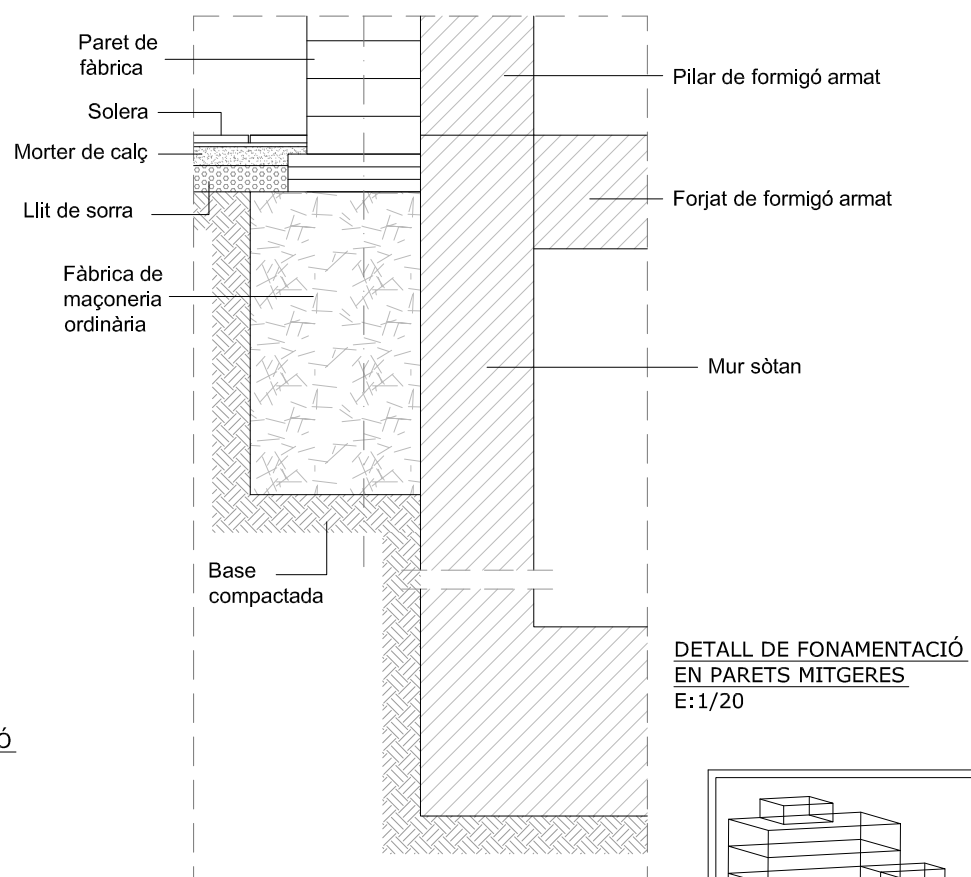 Paret de
fàbrica
Solera
Morter de calç
Llit de sorra
Fàbrica de
maçoneria
ordinària
Base
compactada
Pilar de formigó armat
Forjat de formigó armat
Mur sòtan
DETALL DE FONAMENTACIÓ
EN PARETS MITGERES
E:1/20
Ó